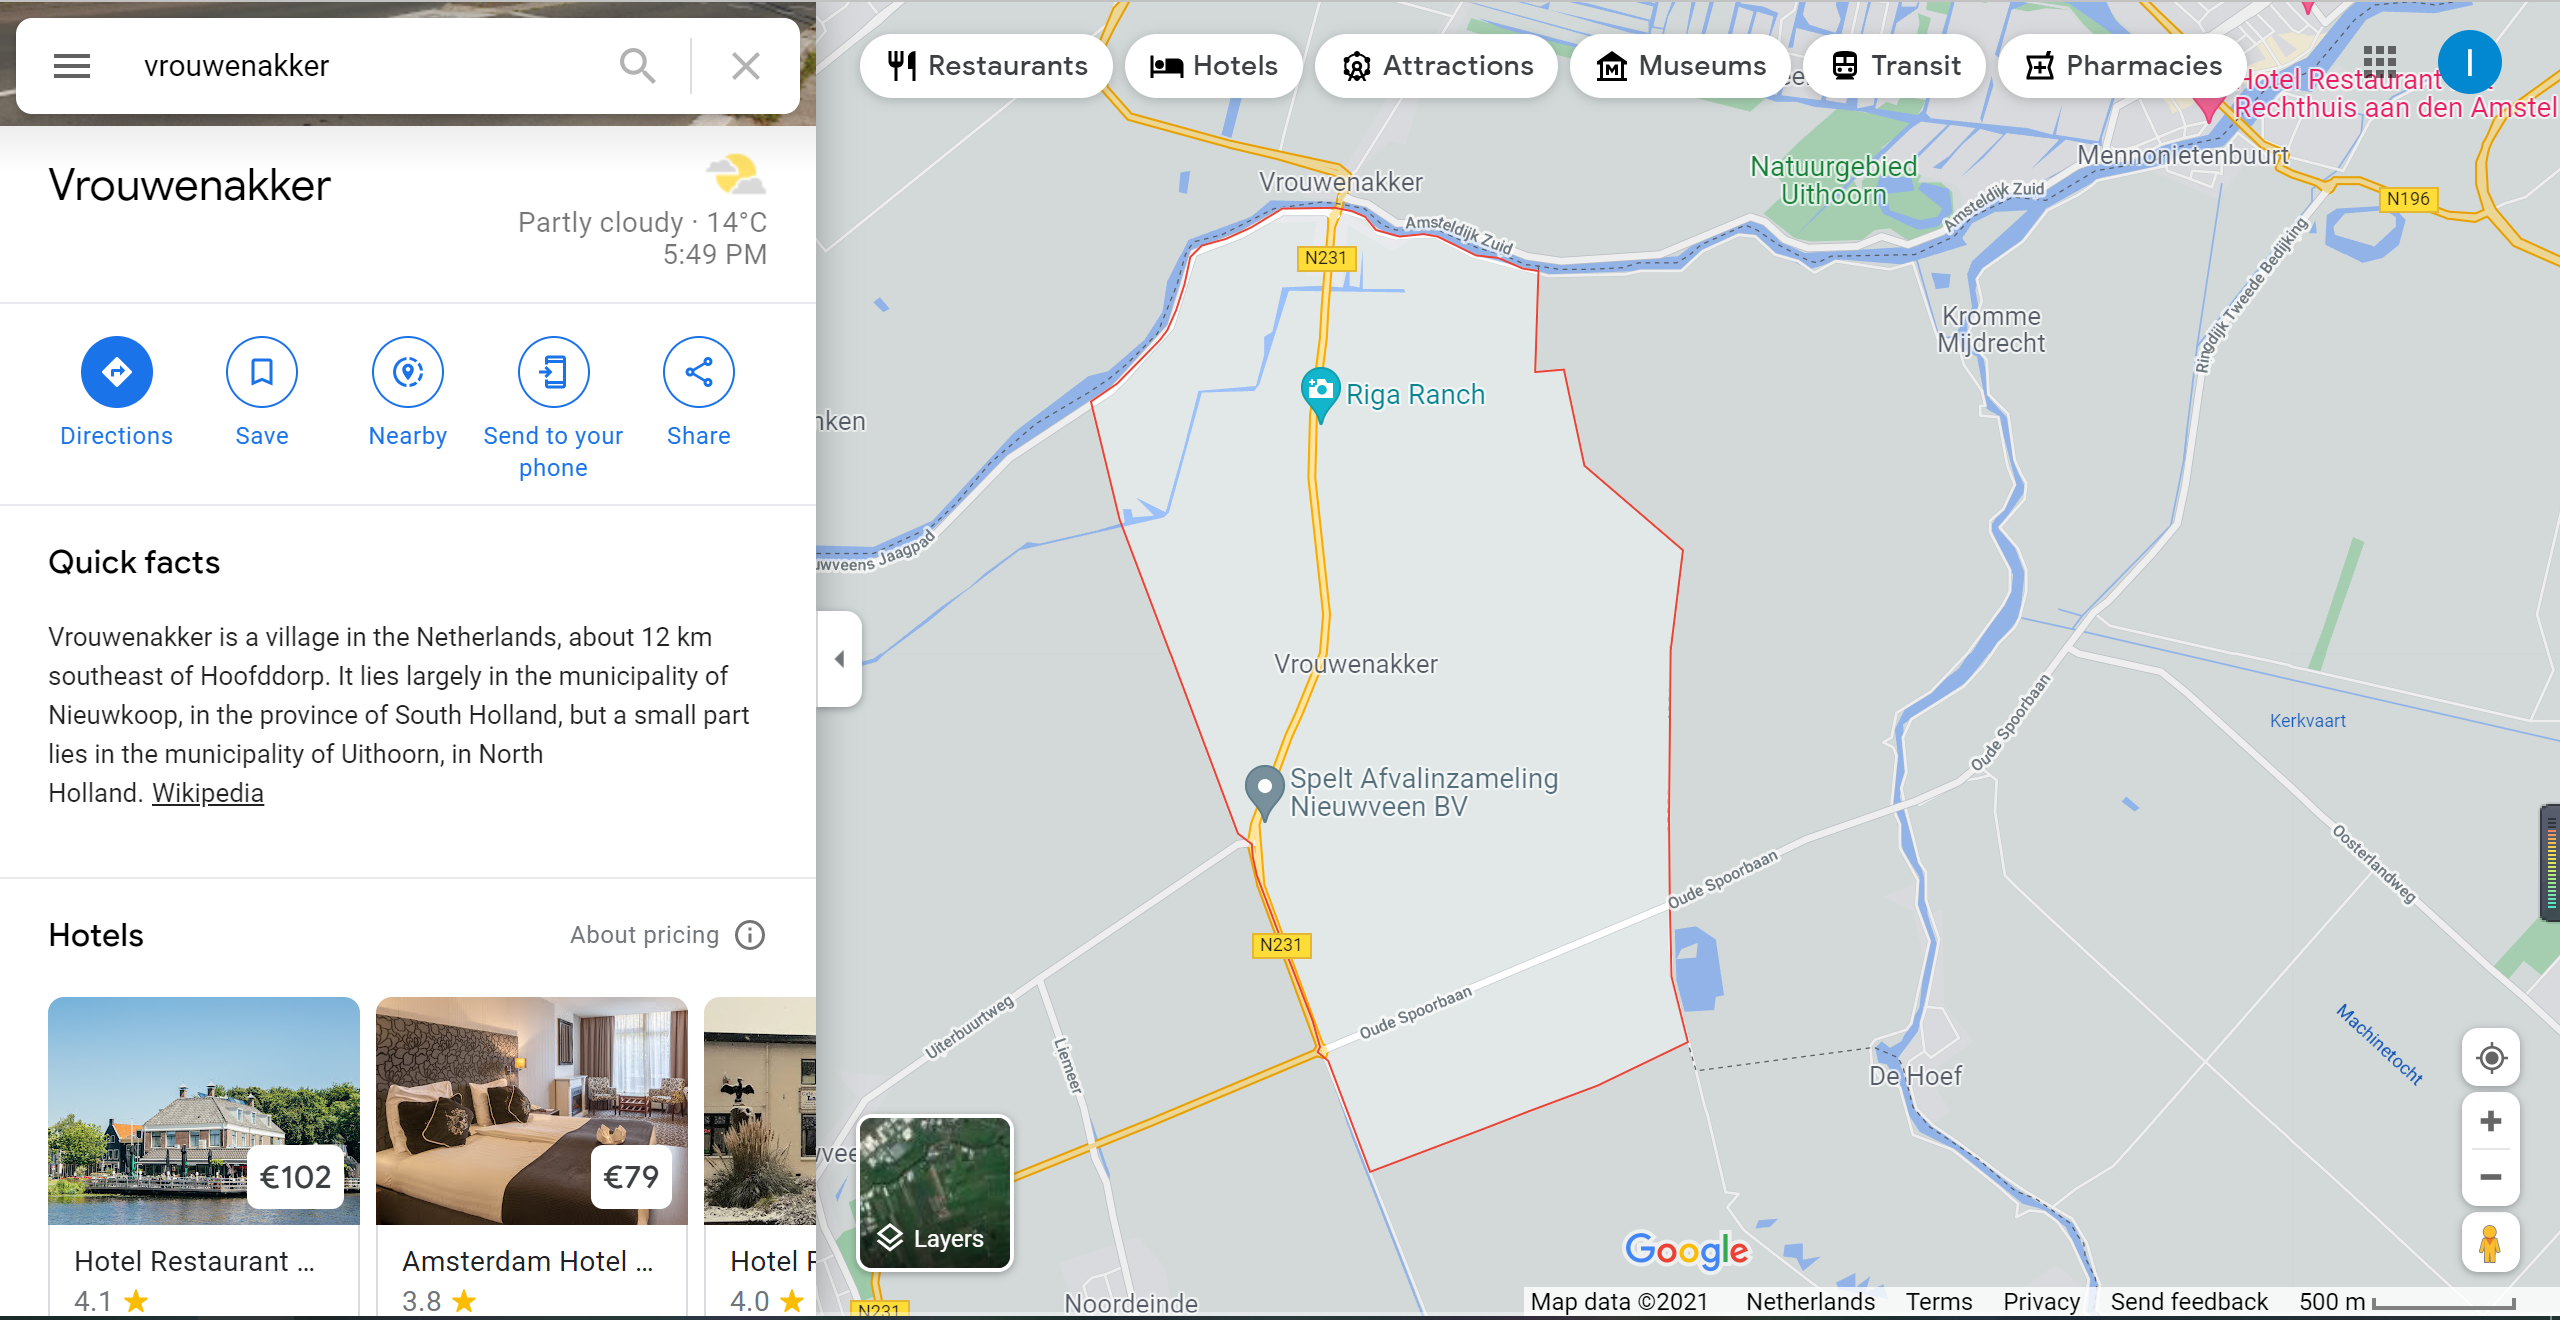 vrouwenakker
Vrouwenakker
Partly cloudy · 14°C
5:49 PM
Directions
Save
Nearby
Send to your
phone
Share
Quick facts
Vrouwenakker is a village in the Netherlands, about 12 km
southeast of Hoofddorp. It lies largely in the municipality of
Nieuwkoop, in the province of South Holland, but a small part
lies in the municipality of Uithoorn, in North
Holland. Wikipedia
Hotels
About pricing
€102
€79
Hotel Restaurant ...
4.1
Amsterdam Hotel ...
3.8
Hotel
4.0
Restaurants
Hotels
Attractions
Museums
Transit
Pharmacies
I
Hotel Restaurant
Rechthuis aan den Amstel
Mennonietenbuurt
N196
Natuurgebied
Uithoorn
Vrouwenakker
Amsteldijk Zuid
Amsteldijk Zuid
N231
Ringdijk Tweede Bedijking
Kromme
Mijdrecht
Riga Ranch
nken
uwveens Jaagpad
Vrouwenakker
Kerkvaart
Oude Spoorbaan
Spelt Afvalinzameling
Nieuwveen BV
Oude Spoorbaan
Oosterlandweg
N231
Oude Spoorbaan
Uiterbuurtweg
Liemeer
Machinetocht
De Hoef
Layers
Noordeinde
N231
Google
Map data ©2021
Netherlands
Terms
Privacy
Send feedback
500 m